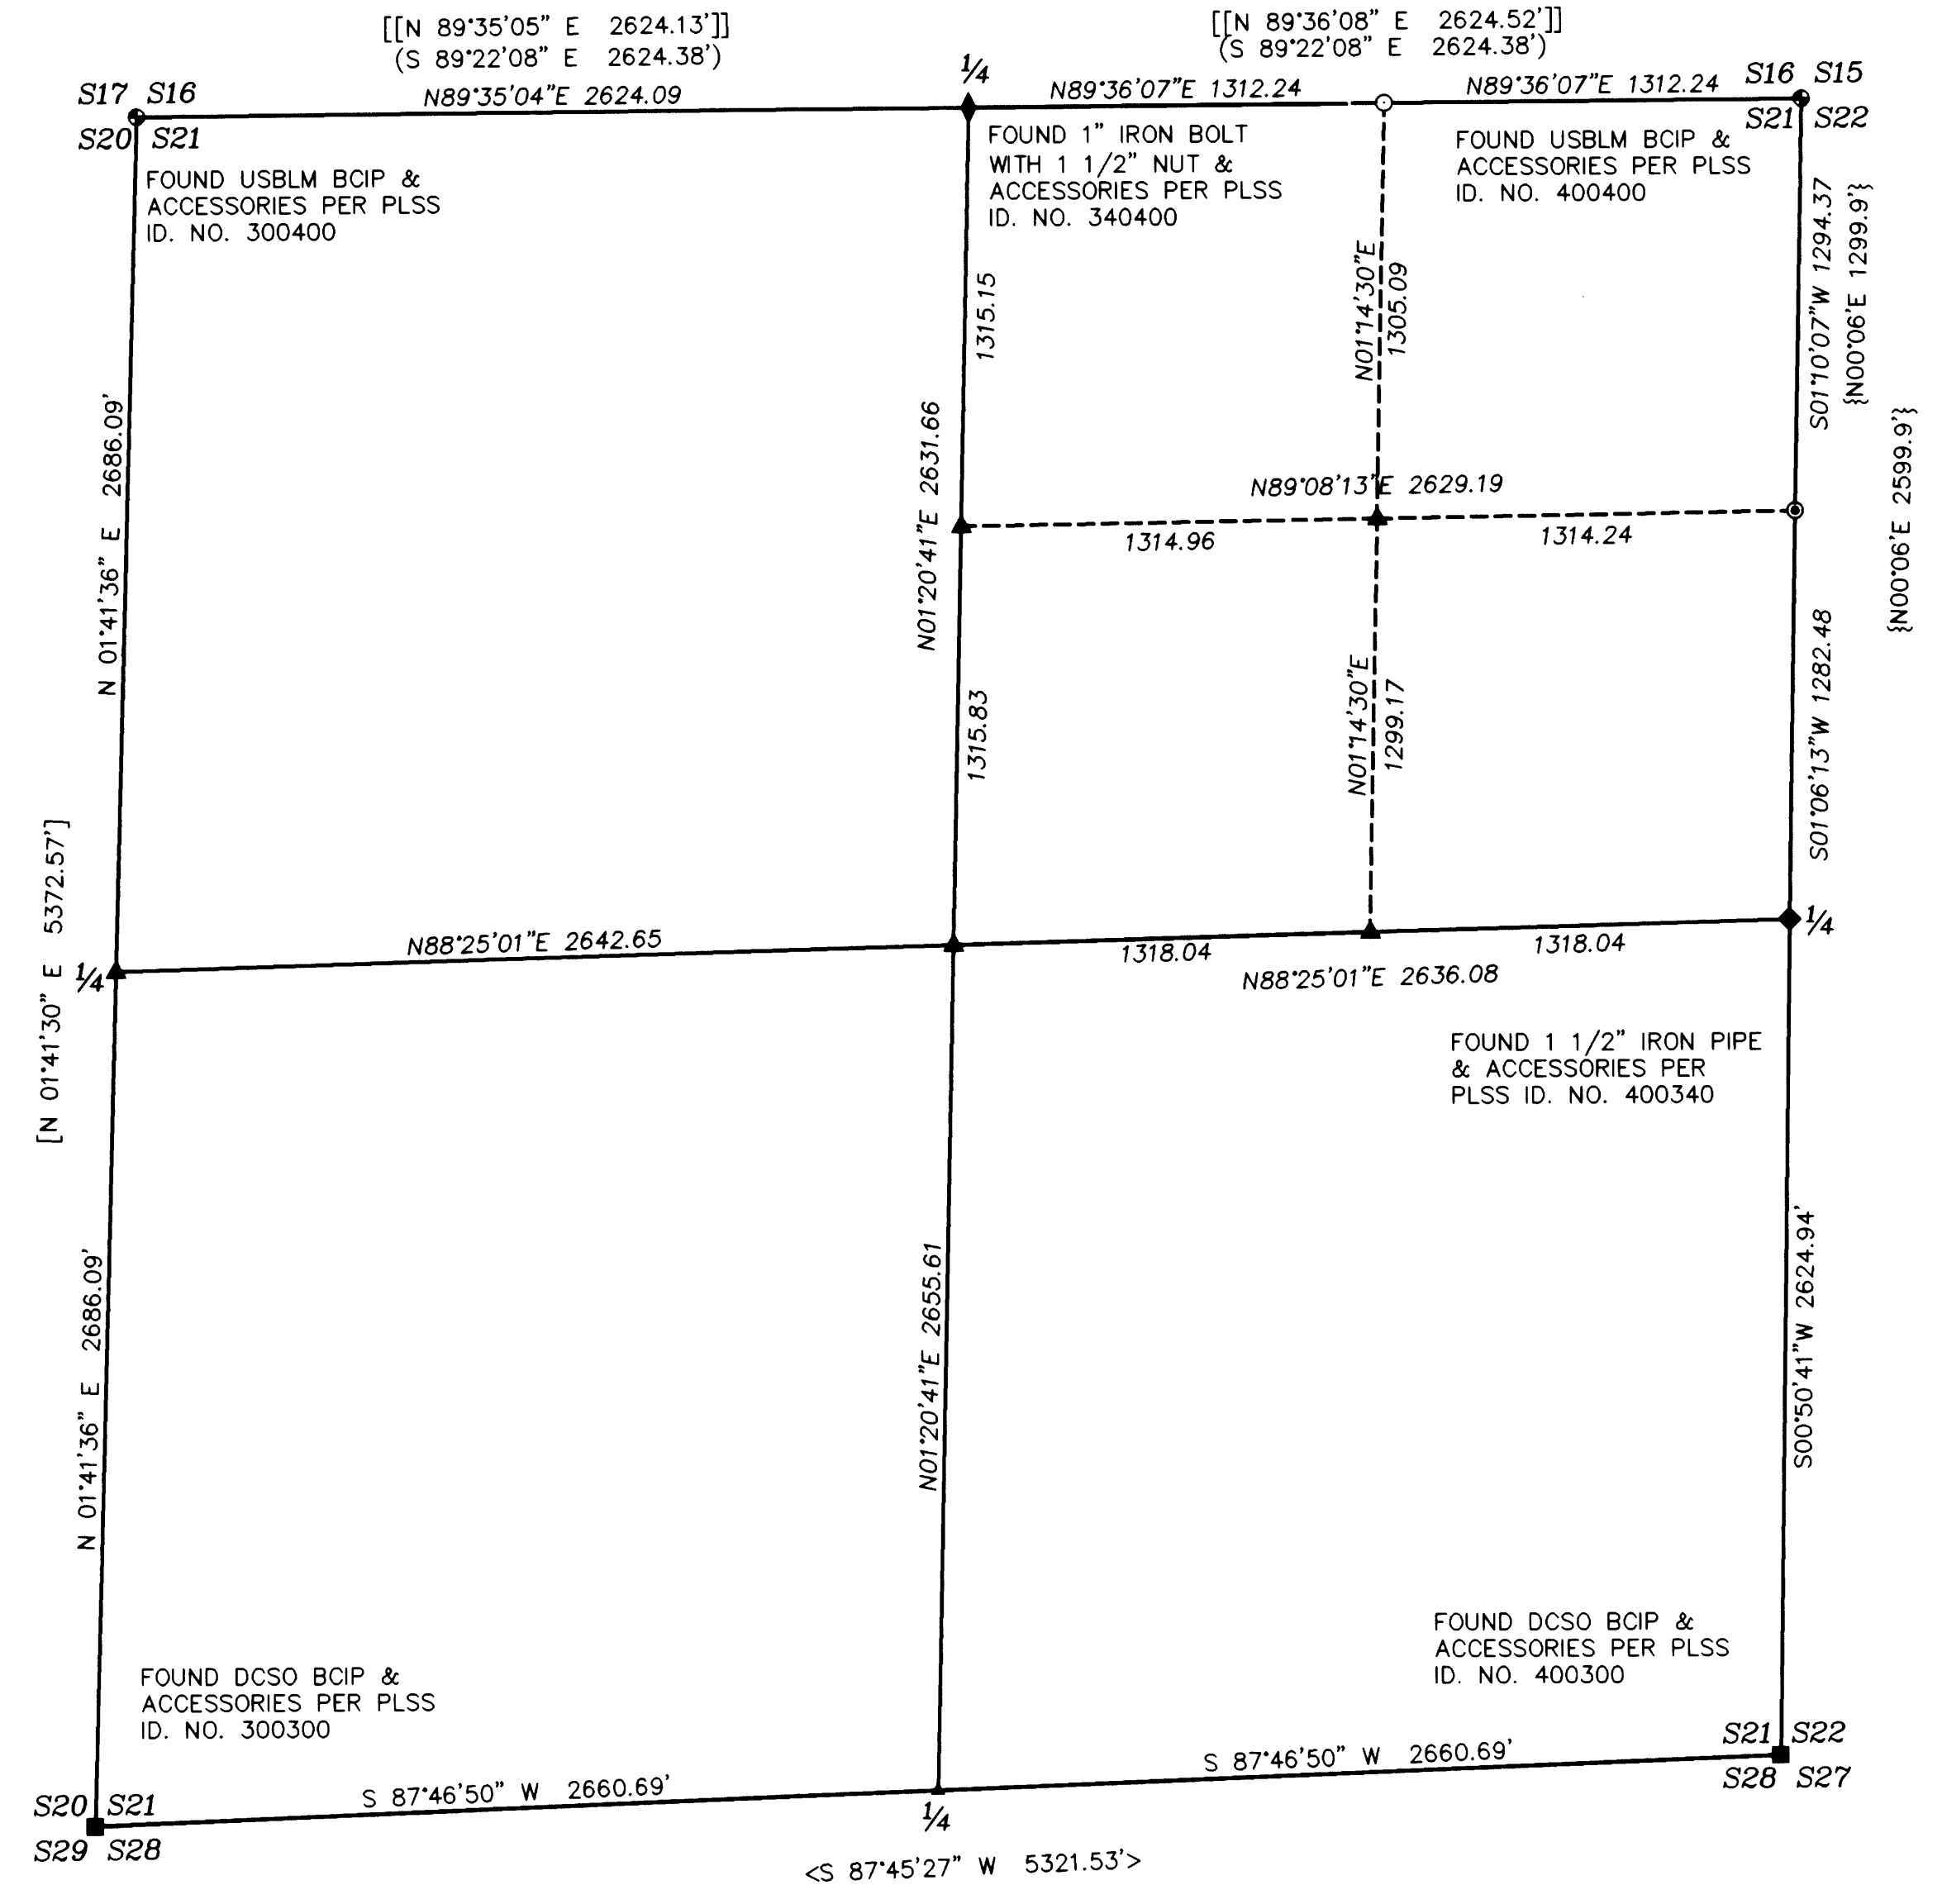 [[N 89°35'05" E 2624.13']]
(S 89°22'08" E 2624.38')
[[N 89°36'08" E 2624.52']]
(S 89°22'08" E 2624.38')
S17 S16
N89°35'04"E 2624.09
1/4
N89°36'07"E 1312.24
N89°36'07"E 1312.24
S16 S15
S20 S21
S21 S22
FOUND USBLM BCIP &
ACCESSORIES PER PLSS
ID. NO. 300400
FOUND 1" IRON BOLT
WITH 1 1/2" NUT &
ACCESSORIES PER PLSS
ID. NO. 340400
FOUND USBLM BCIP &
ACCESSORIES PER PLSS
ID. NO. 400400
N 01°41'36" E 2686.09'
1315.15
N01°20'41"E 2631.66
1315.83
N01°14'30"E
1305.09
S01°10'07"W 1294.37
{N00°06'E 1299.9'}
{N00°06'E 2599.9'}
N89°08'13"E 2629.19
1314.96
1314.24
N01°14'30"E
1299.17
S01°06'13"W 1282.48
[N 01°41'30" E 5372.57']
1/4
N88°25'01"E 2642.65
1318.04
1318.04
N88°25'01"E 2636.08
1/4
FOUND 1 1/2" IRON PIPE
& ACCESSORIES PER
PLSS ID. NO. 400340
N 01°41'36" E 2686.09'
N01°20'41"E 2655.61
S00°50'41"W 2624.94'
FOUND DCSO BCIP &
ACCESSORIES PER PLSS
ID. NO. 300300
FOUND DCSO BCIP &
ACCESSORIES PER PLSS
ID. NO. 400300
S21 S22
S28 S27
S 87°46'50" W 2660.69'
S 87°46'50" W 2660.69'
S20 S21
S29 S28
1/4
<S 87°45'27" W 5321.53'>